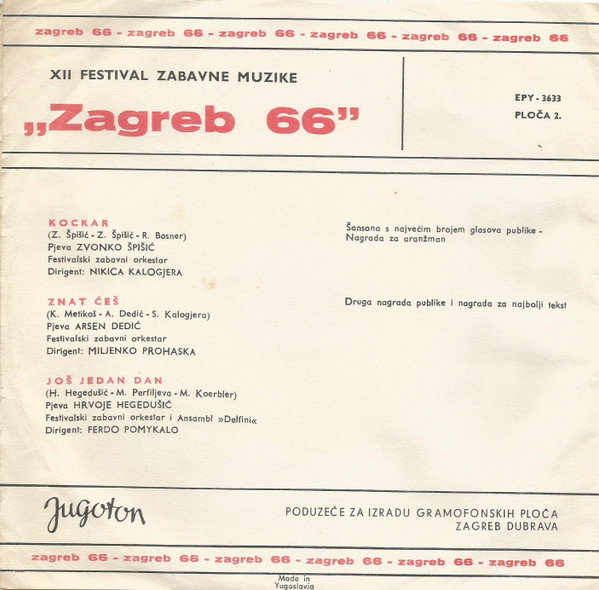 zagreb 66 - zagreb 66 - zagreb 66 - zagreb 66 - zagreb 66 - zagreb 66
XII FESTIVAL ZABAVNE MUZIKE
„Zagreb 66”
EPY - 3633
PLOČA 2.
KOCKAR
(Z. Špišić - Z. Špišić - R. Bosner)
Pjeva ZVONKO ŠPIŠIĆ
Festivalski zabavni orkestar
Dirigent: NIKICA KALOGJERA
Šansona s najvećim brojem glasova publike -
Nagrada za aranžman
ZNAT ĆEŠ
(K. Metikoš - A. Dedić - S. Kalogjera)
Pjeva ARSEN DEDIĆ
Festivalski zabavni orkestar
Dirigent: MILJENKO PROHASKA
Druga nagrada publike i nagrada za najbolji tekst
JOŠ JEDAN DAN
(H. Hegedušić - M. Perfiljeva - M. Koerbler)
Pjeva HRVOJE HEGEDUŠIĆ
Festivalski zabavni orkestar i Ansambl »Delfini«
Dirigent: FERDO POMYKALO
Jugoton
PODUZEĆE ZA IZRADU GRAMOFONSKIH PLOČA
ZAGREB DUBRAVA
zagreb 66 - zagreb 66 - zagreb 66 - zagreb 66 - zagreb 66 - zagreb 66
Made in
Yugoslavia